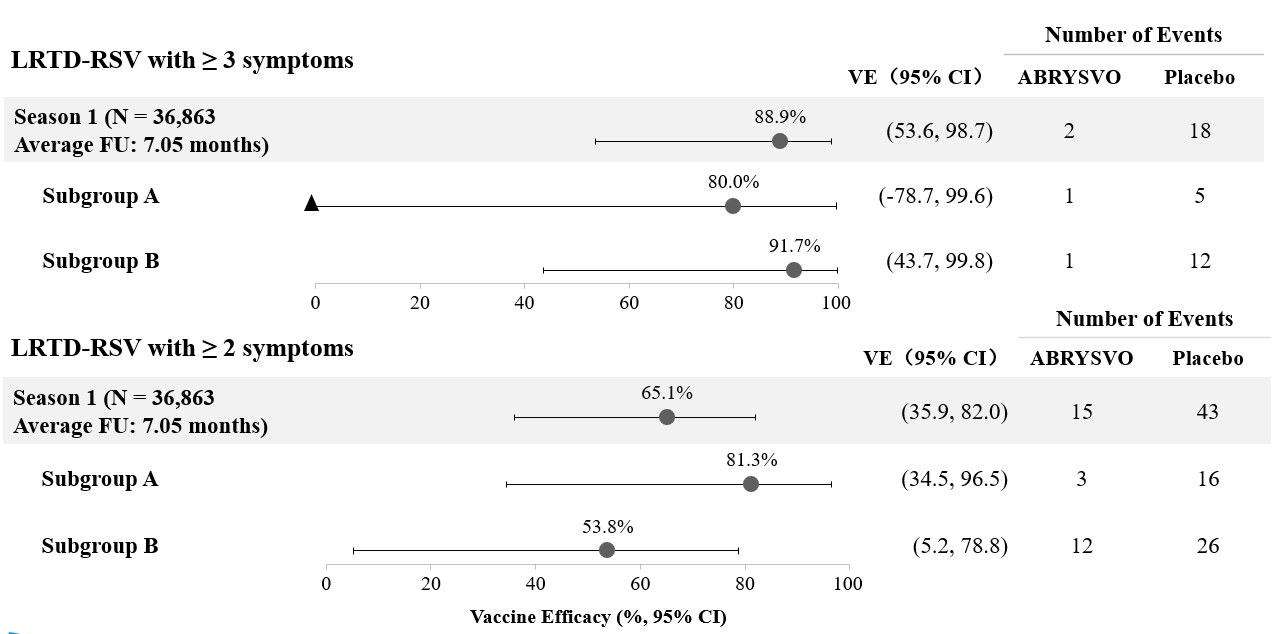 Number of Events
LRTD-RSV with ≥ 3 symptoms
VE（95% CI） ABRYSVO Placebo
Season 1 (N = 36,863
Average FU: 7.05 months)
88.9%
(53.6, 98.7) 2 18
Subgroup A
80.0%
(-78.7, 99.6) 1 5
Subgroup B
91.7%
(43.7, 99.8) 1 12
0 20 40 60 80 100
Number of Events
LRTD-RSV with ≥ 2 symptoms
VE（95% CI） ABRYSVO Placebo
Season 1 (N = 36,863
Average FU: 7.05 months)
65.1%
(35.9, 82.0) 15 43
Subgroup A
81.3%
(34.5, 96.5) 3 16
Subgroup B
53.8%
(5.2, 78.8) 12 26
0 20 40 60 80 100
Vaccine Efficacy (%, 95% CI)